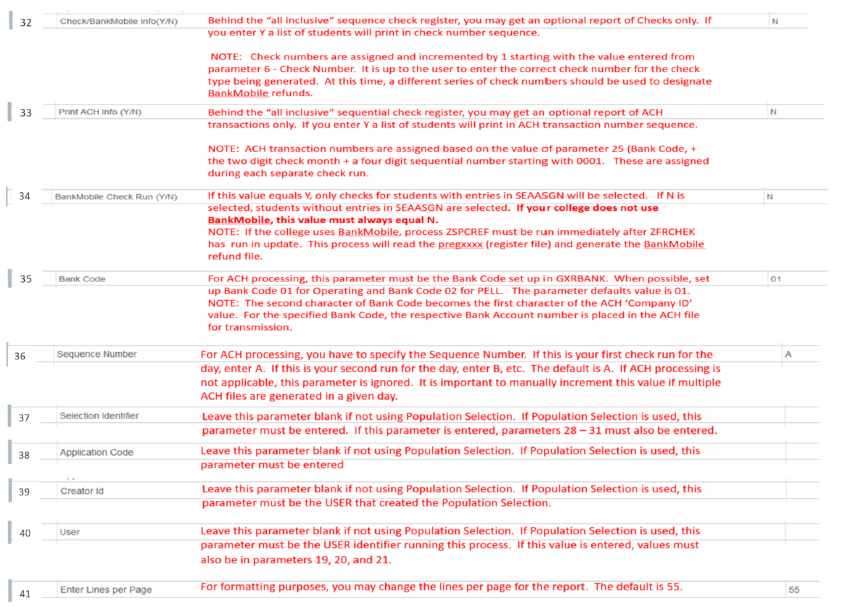 32 Check/BankMobile info(Y/N) Behind the “all inclusive” sequence check register, you may get an optional report of Checks only. If N
you enter Y a list of students will print in check number sequence.
NOTE: Check numbers are assigned and incremented by 1 starting with the value entered from
parameter 6 - Check Number. It is up to the user to enter the correct check number for the check
type being generated. At this time, a different series of check numbers should be used to designate
BankMobile refunds.
33 Print ACH Info (Y/N) Behind the “all inclusive” sequential check register, you may get an optional report of ACH N
transactions only. If you enter Y a list of students will print in ACH transaction number sequence.
NOTE: ACH transaction numbers are assigned based on the value of parameter 25 (Bank Code, +
the two digit check month + a four digit sequential number starting with 0001. These are assigned
during each separate check run.
34 BankMobile Check Run (Y/N) If this value equals Y, only checks for students with entries in SEAASGN will be selected. If N is N
selected, students without entries in SEAASGN are selected. If your college does not use
BankMobile, this value must always equal N.
NOTE: If the college uses BankMobile, process ZSPCREF must be run immediately after ZFRCHEK
has run in update. This process will read the pregxxxx (register file) and generate the BankMobile
refund file.
35 Bank Code For ACH processing, this parameter must be the Bank Code set up in GXRBANK. When possible, set 01
up Bank Code 01 for Operating and Bank Code 02 for PELL. The parameter defaults value is 01.
NOTE: The second character of Bank Code becomes the first character of the ACH ‘Company ID’
value. For the specified Bank Code, the respective Bank Account number is placed in the ACH file
for transmission.
36 Sequence Number For ACH processing, you have to specify the Sequence Number. If this is your first check run for the A
day, enter A. If this is your second run for the day, enter B, etc. The default is A. If ACH processing is
not applicable, this parameter is ignored. It is important to manually increment this value if multiple
ACH files are generated in a given day.
37 Selection Identifier Leave this parameter blank if not using Population Selection. If Population Selection is used, this
parameter must be entered. If this parameter is entered, parameters 28 – 31 must also be entered.
38 Application Code Leave this parameter blank if not using Population Selection. If Population Selection is used, this
parameter must be entered
39 Creator Id Leave this parameter blank if not using Population Selection. If Population Selection is used, this
parameter must be the USER that created the Population Selection.
40 User Leave this parameter blank if not using Population Selection. If Population Selection is used, this
parameter must be the USER identifier running this process. If this value is entered, values must
also be in parameters 19, 20, and 21.
41 Enter Lines per Page For formatting purposes, you may change the lines per page for the report. The default is 55. 55